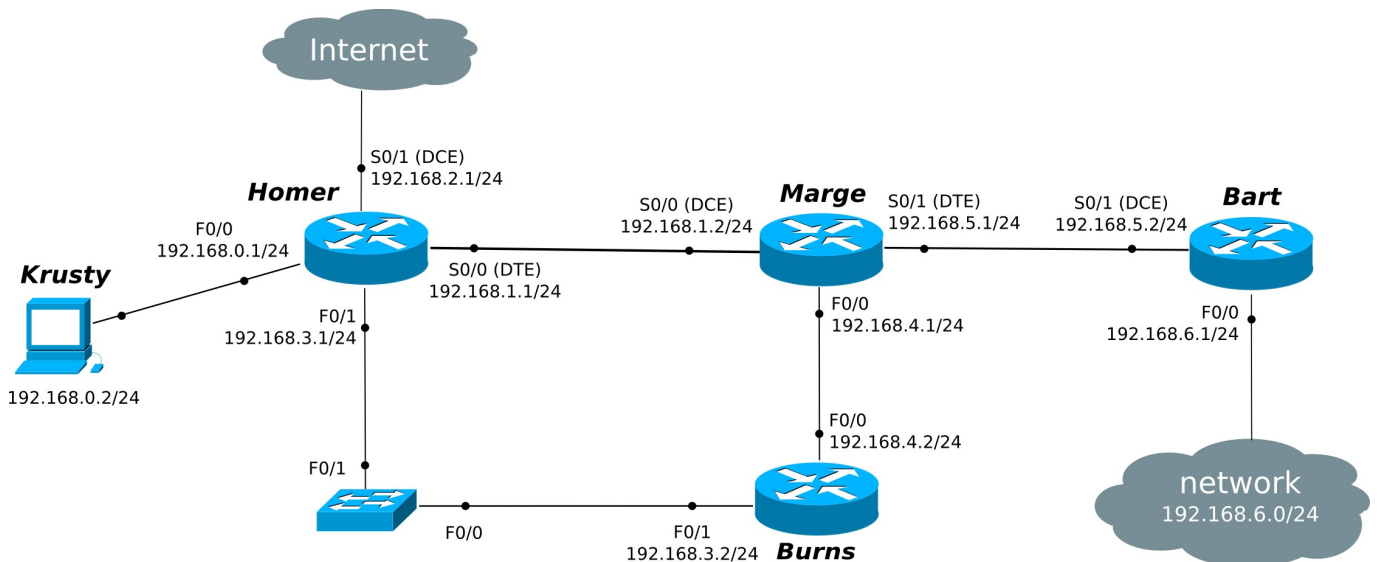 Internet
S0/1 (DCE)
192.168.2.1/24
Homer
F0/0
192.168.0.1/24
Krusty
192.168.0.2/24
S0/0 (DTE)
192.168.1.1/24
F0/1
192.168.3.1/24
S0/0 (DCE)
192.168.1.2/24
Marge
S0/1 (DTE)
192.168.5.1/24
S0/1 (DCE)
192.168.5.2/24
Bart
F0/0
192.168.4.1/24
F0/0
192.168.6.1/24
F0/0
192.168.4.2/24
F0/1
F0/0
F0/1
192.168.3.2/24
Burns
network
192.168.6.0/24